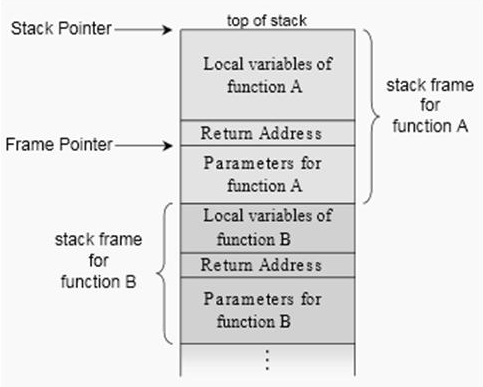 top of stack
Stack Pointer
Local variables of
function A
stack frame
for
function A
Return Address
Frame Pointer
Parameters for
function A
Local variables of
function B
stack frame
for
function B
Return Address
Parameters for
function B